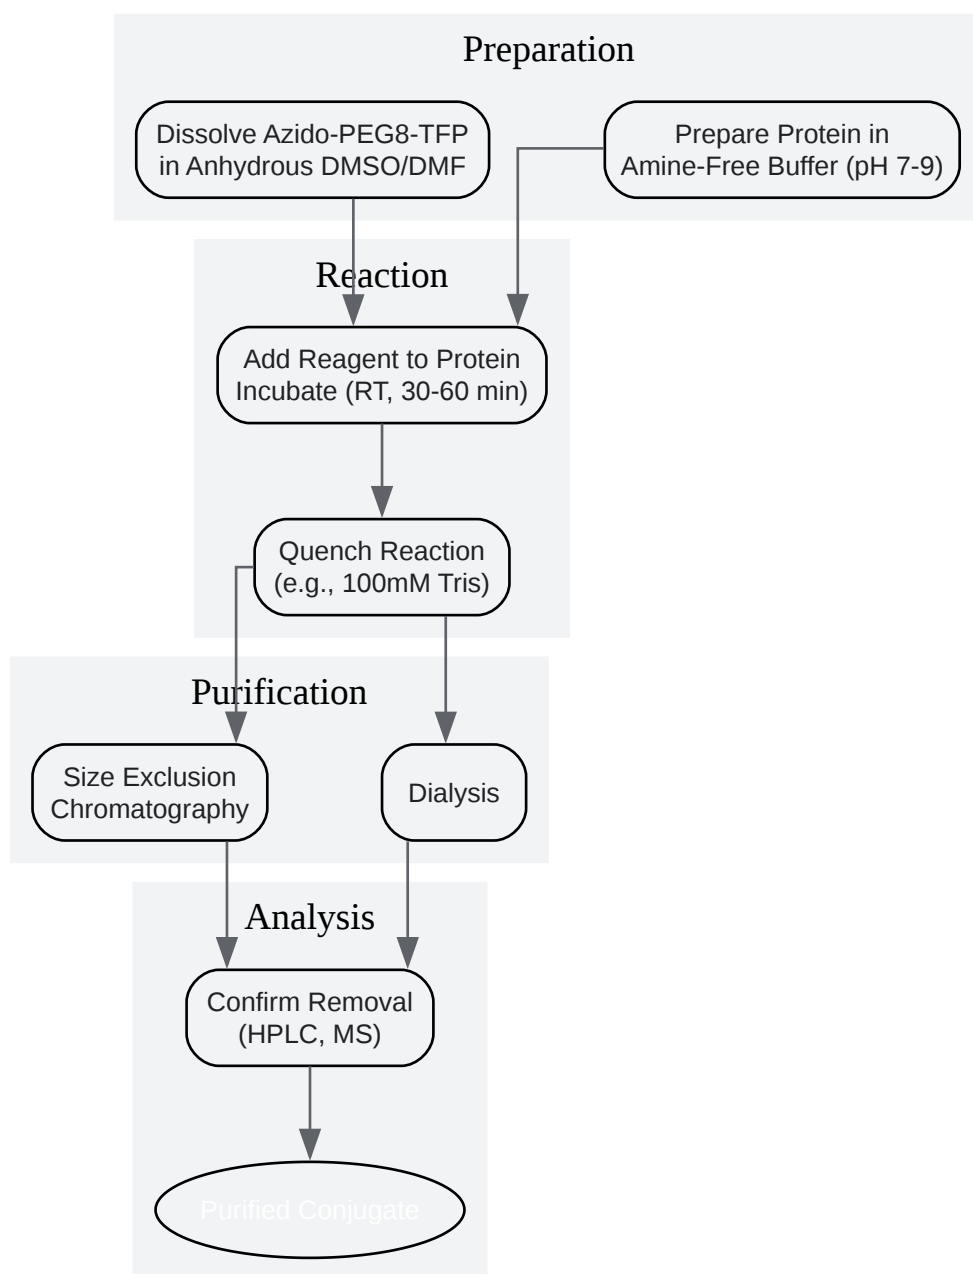 Preparation
Dissolve Azido-PEG8-TFP
in Anhydrous DMSO/DMF
Prepare Protein in
Amine-Free Buffer (pH 7-9)
Reaction
Add Reagent to Protein
Incubate (RT, 30-60 min)
Quench Reaction
(e.g., 100mM Tris)
Purification
Size Exclusion
Chromatography
Dialysis
Analysis
Confirm Removal
(HPLC, MS)
Purified Conjugate